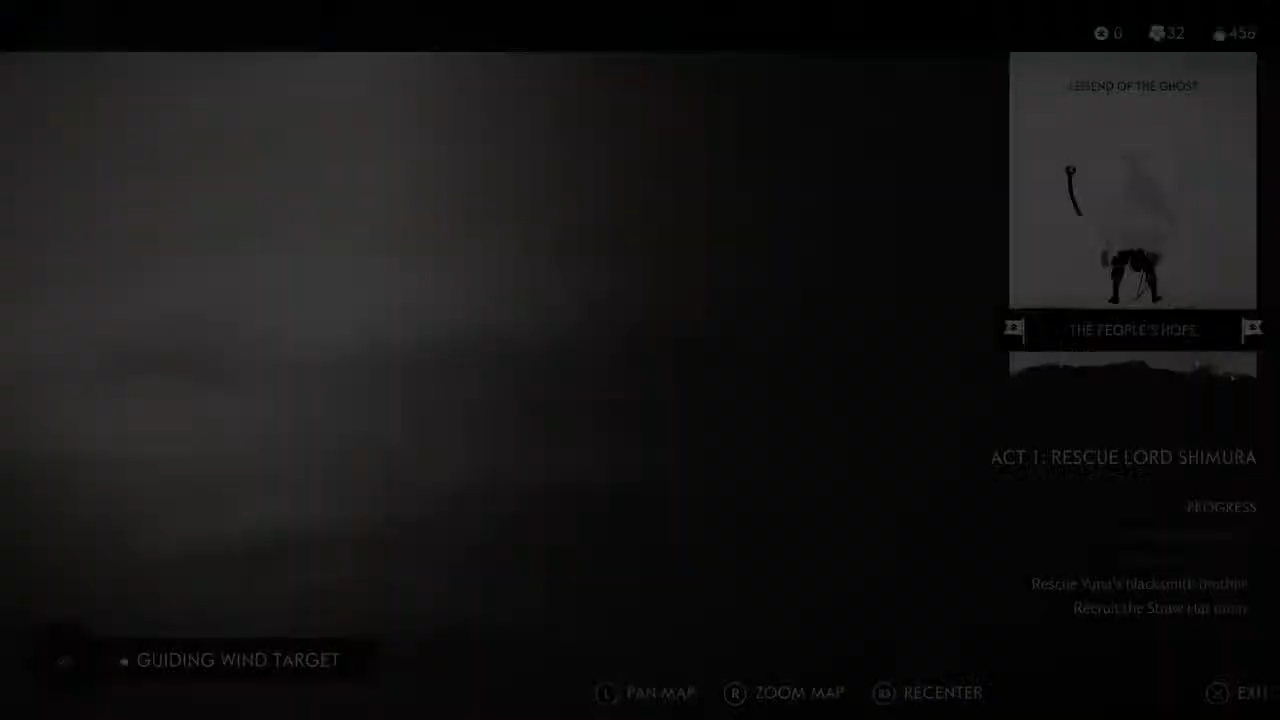 0 32 456
LEGEND OF THE GHOST
THE PEOPLE'S HOPE
ACT 1: RESCUE LORD SHIMURA
PROGRESS
Rescue Yuna's blacksmith brother
Recruit the Straw Hat ronin
GUIDING WIND TARGET
L PAN MAP R ZOOM MAP R3 RECENTER EXIT